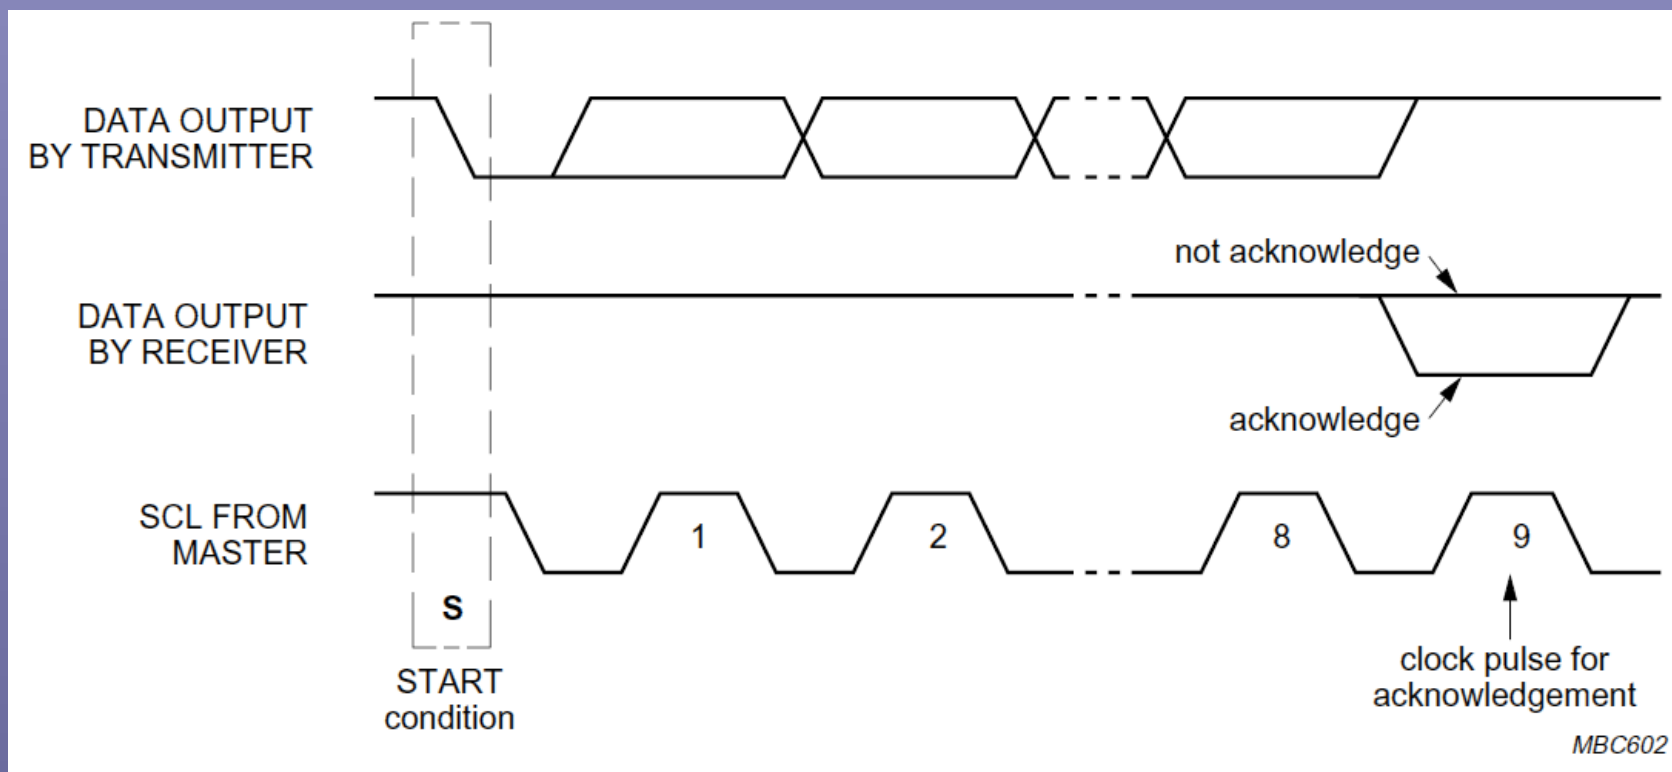 DATA OUTPUT
BY TRANSMITTER
not acknowledge
DATA OUTPUT
BY RECEIVER
acknowledge
SCL FROM
MASTER
1
2
8
9
S
START
condition
clock pulse for
acknowledgement
MBC602